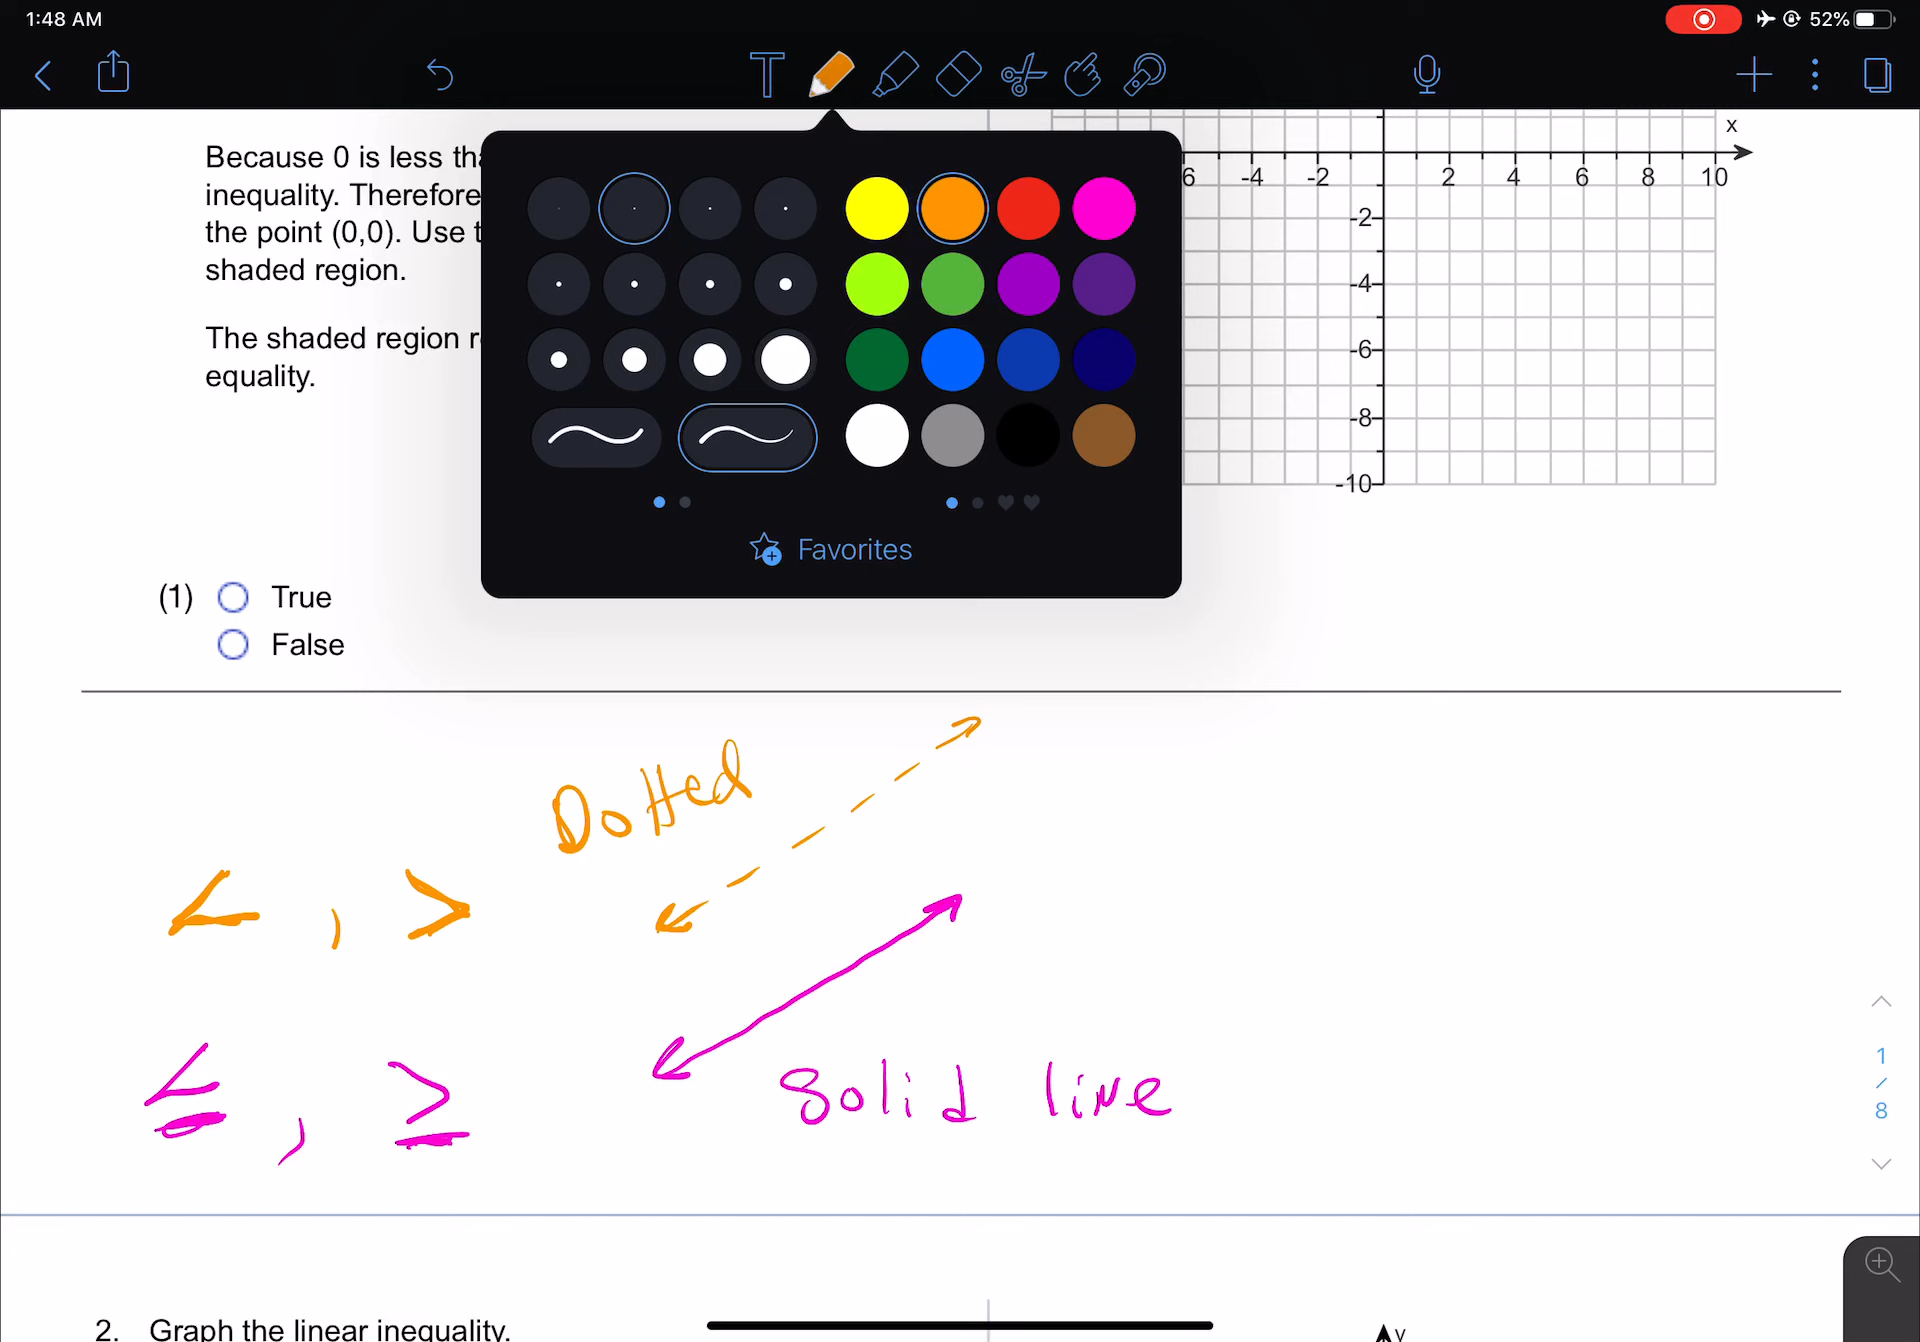 1:48 AM
52%
T
Because 0 is less th
inequality. Therefore
the point (0,0). Use t
shaded region.
The shaded region r
equality.
x
6 -4 -2 2 4 6 8 10
-2
-4
-6
-8
-10
Favorites
(1) True
False
Dotted
< , >
≤ , ≥
Solid line
1
/
8
2. Graph the linear inequality.
y